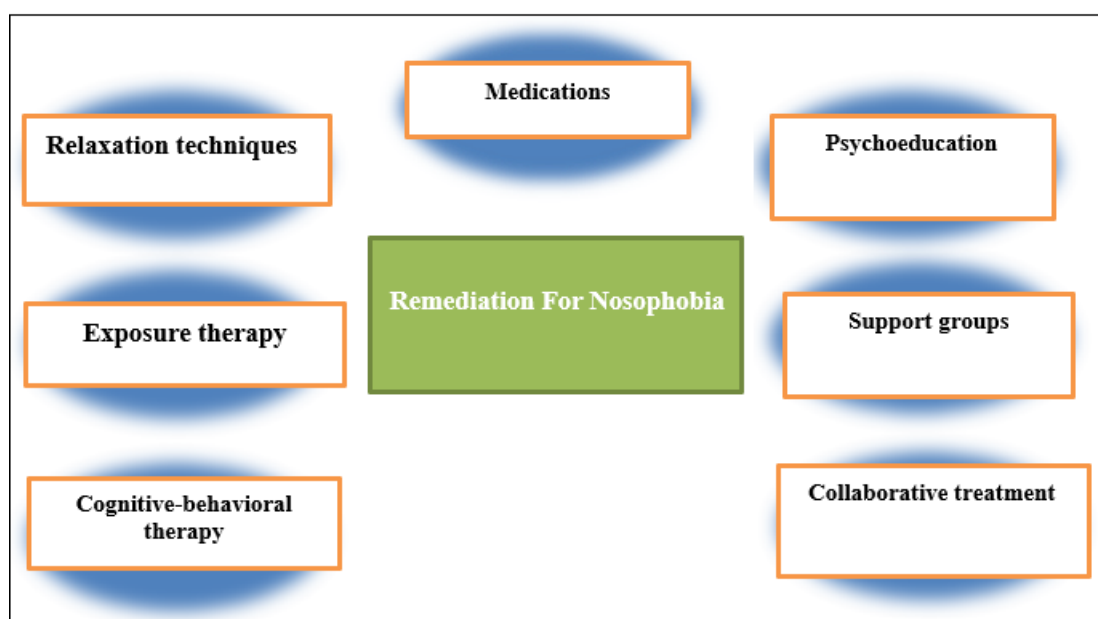 Medications
Relaxation techniques
Psychoeducation
Remediation For Nosophobia
Exposure therapy
Support groups
Cognitive-behavioral
therapy
Collaborative treatment